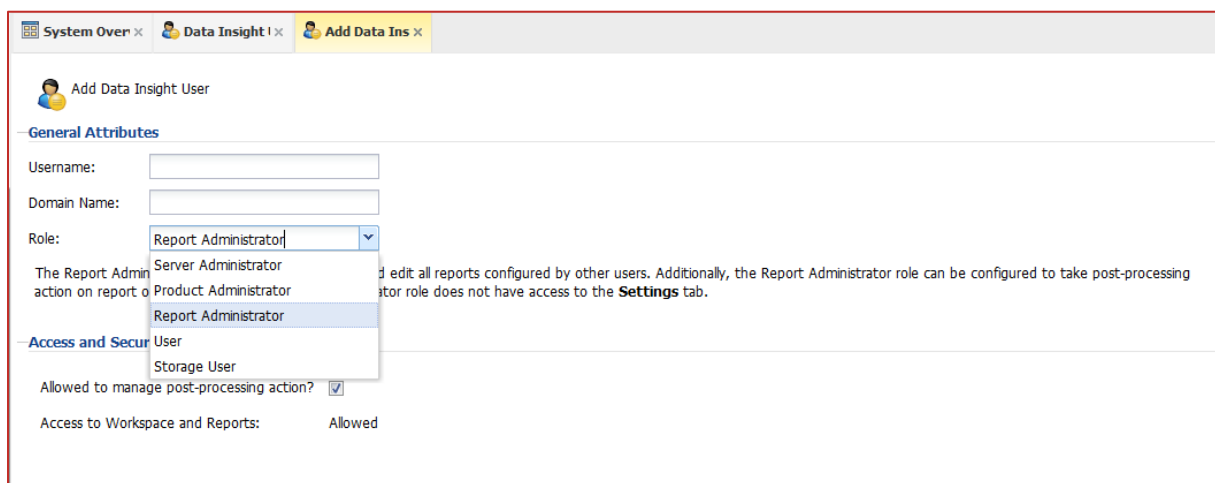 System Over Data Insight Add Data Ins
Add Data Insight User
General Attributes
Username:
Domain Name:
Role: Report Administrator
Server Administrator
The Report Admin d edit all reports configured by other users. Additionally, the Report Administrator role can be configured to take post-processing
Product Administrator
action on report o ator role does not have access to the Settings tab.
Report Administrator
Access and Secur User
Storage User
Allowed to manage post-processing action?
Access to Workspace and Reports: Allowed